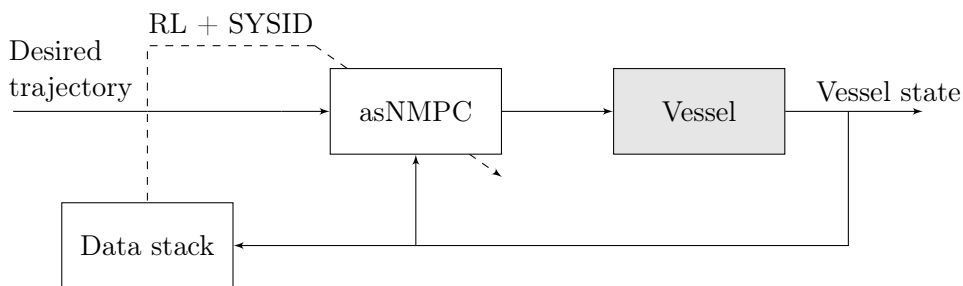 RL + SYSID
Desired
trajectory
asNMPC
Vessel
Vessel state
Data stack